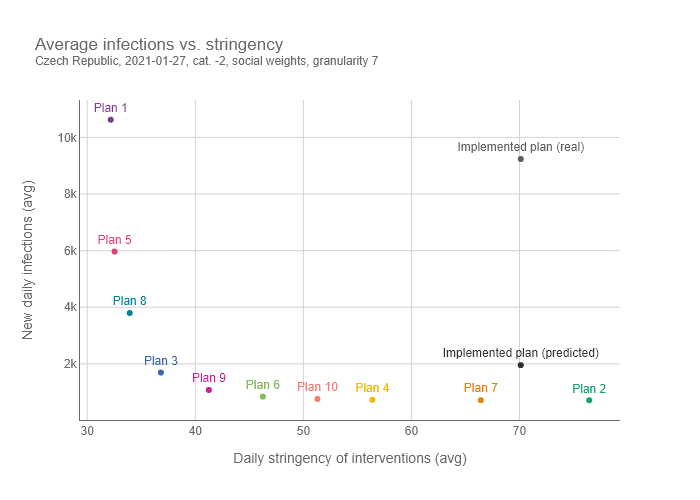 Average infections vs. stringency
Czech Republic, 2021-01-27, cat. -2, social weights, granularity 7
Plan 1
10k
Implemented plan (real)
8k
Plan 5
6k
Plan 8
4k
Plan 3
Implemented plan (predicted)
2k
Plan 9
Plan 6
Plan 10
Plan 4
Plan 7
Plan 2
30
40
50
60
70
New daily infections (avg)
Daily stringency of interventions (avg)